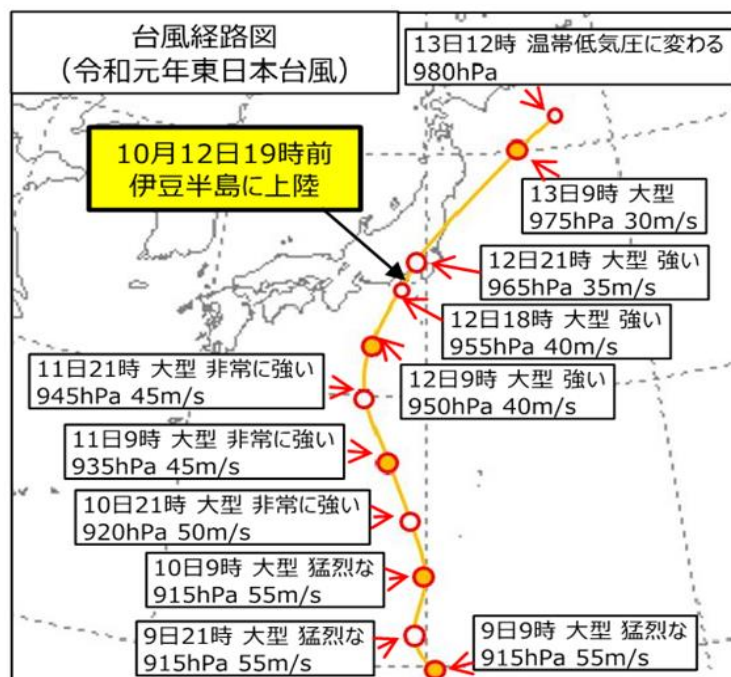 台風経路図
（令和元年東日本台風）
13日12時 温帯低気圧に変わる
980hPa
10月12日19時前
伊豆半島に上陸
13日9時 大型
975hPa 30m/s
12日21時 大型 強い
965hPa 35m/s
12日18時 大型 強い
955hPa 40m/s
11日21時 大型 非常に強い
945hPa 45m/s
12日9時 大型 強い
950hPa 40m/s
11日9時 大型 非常に強い
935hPa 45m/s
10日21時 大型 非常に強い
920hPa 50m/s
10日9時 大型 猛烈な
915hPa 55m/s
9日21時 大型 猛烈な
915hPa 55m/s
9日9時 大型 猛烈な
915hPa 55m/s